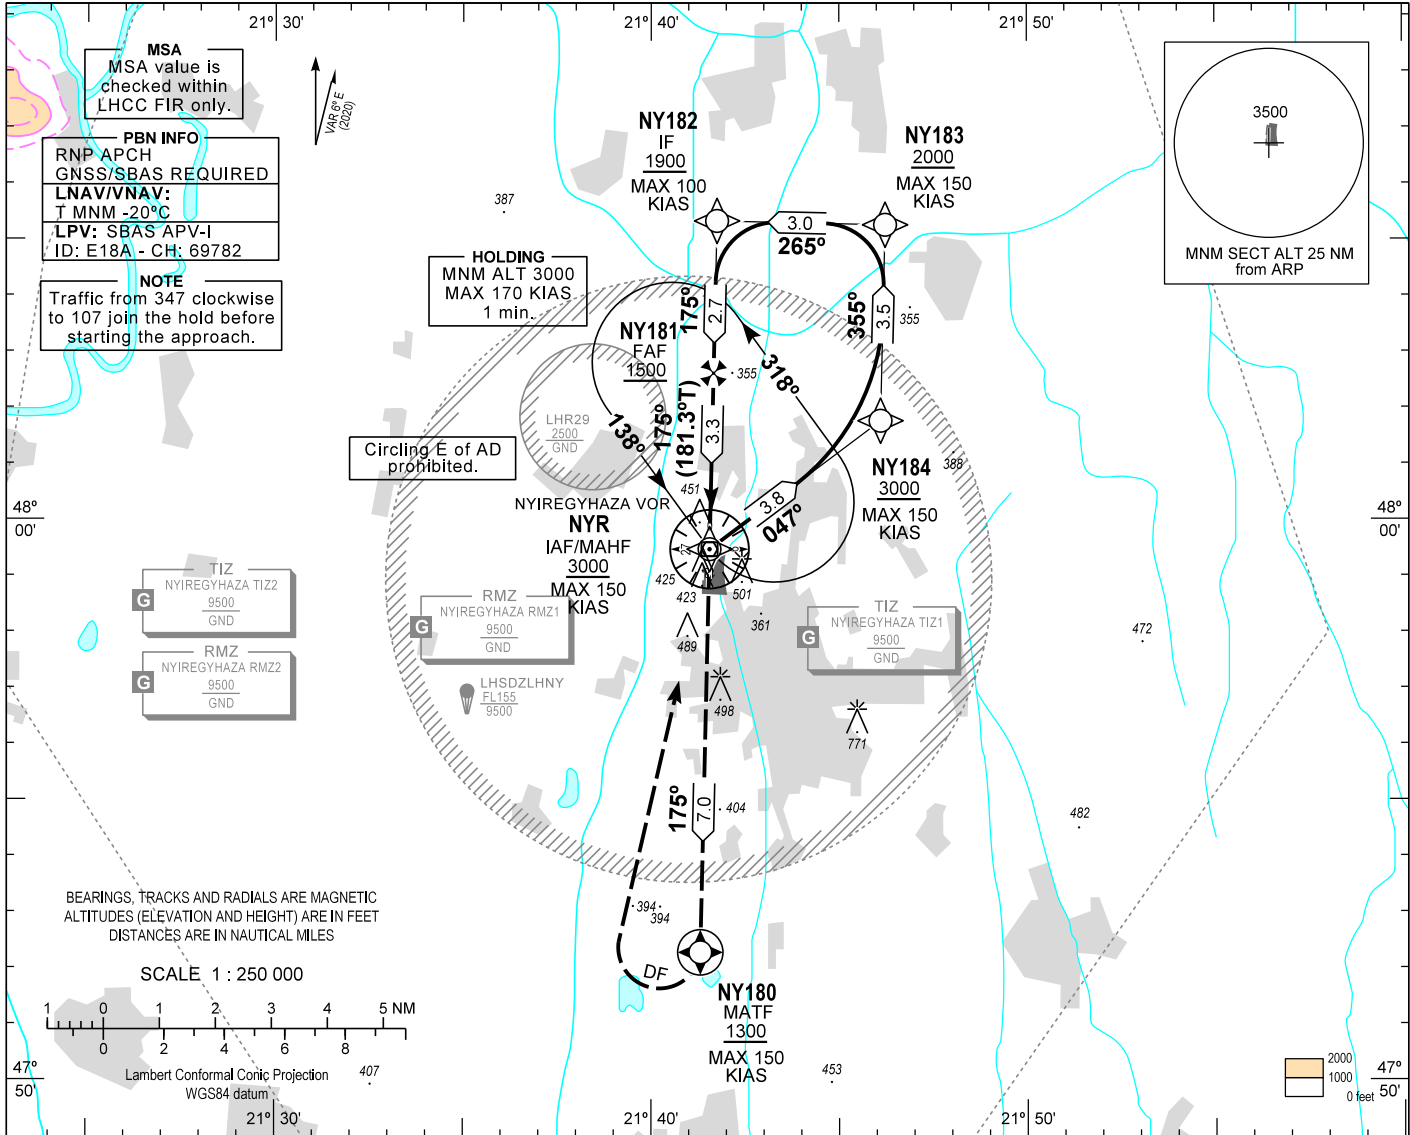 21° 30'
21° 40'
21° 50'
MSA
MSA value is
checked within
LHCC FIR only.
VAR 6° E
(2020)
PBN INFO
RNP APCH
GNSS/SBAS REQUIRED
LNAV/VNAV:
T MNM -20°C
LPV: SBAS APV-I
ID: E18A - CH: 69782
NOTE
Traffic from 347 clockwise
to 107 join the hold before
starting the approach.
387
HOLDING
MNM ALT 3000
MAX 170 KIAS
1 min.
NY182
IF
1900
MAX 100
KIAS
NY183
2000
MAX 150
KIAS
3500
MNM SECT ALT 25 NM
from ARP
3.0
265°
175°
2.7
355°
3.5
355
NY181
FAF
1500
355
318°
175°
(181.3°T)
3.3
138°
LHR29
2500
GND
Circling E of AD
prohibited.
NY184
3000
MAX 150
KIAS
388
451
3.8
047°
NYIREGYHAZA VOR
NYR
IAF/MAHF
3000
MAX 150
KIAS
27
425
423
501
489
361
498
771
472
482
48°
00'
48°
00'
TIZ
NYIREGYHAZA TIZ2
9500
GND
G
RMZ
NYIREGYHAZA RMZ2
9500
GND
G
RMZ
NYIREGYHAZA RMZ1
9500
GND
G
TIZ
NYIREGYHAZA TIZ1
9500
GND
G
LHSDZLHNY
FL155
9500
175°
7.0
404
394
394
DF
NY180
MATF
1300
MAX 150
KIAS
453
407
BEARINGS, TRACKS AND RADIALS ARE MAGNETIC
ALTITUDES (ELEVATION AND HEIGHT) ARE IN FEET
DISTANCES ARE IN NAUTICAL MILES
SCALE 1 : 250 000
1 0 1 2 3 4 5 NM
0 2 4 6 8
Lambert Conformal Conic Projection
WGS84 datum
47°
50'
47°
50'
2000
1000
0 feet
21° 30'
21° 40'
21° 50'